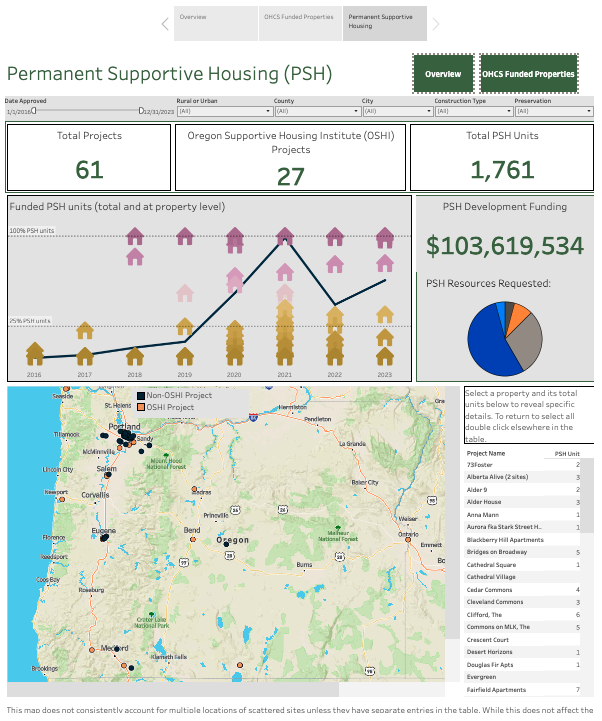 Overview
OHCS Funded Properties
Permanent Supportive
Housing
Permanent Supportive Housing (PSH)
Overview
OHCS Funded Properties
Date Approved
Rural or Urban
County
City
Construction Type
Preservation
1/1/2016
12/31/2023
(All)
(All)
(All)
(All)
(All)
Total Projects
61
Oregon Supportive Housing Institute (OSHI)
Projects
27
Total PSH Units
1,761
Funded PSH units (total and at property level)
100% PSH units
25% PSH units
2016
2017
2018
2019
2020
2021
2022
2023
PSH Development Funding
$103,619,534
PSH Resources Requested:
Non-OSHI Project
OSHI Project
Seaside
St. Helens
Portland
Tillamook
Sandy
McMinnville
Mount Hood
National Forest
Hermiston
Pendleton
La Grande
Lincoln City
Salem
Baker City
Newport
Corvallis
Madras
Prineville
26
26
95
Weiser
Florence
Eugene
Bend
Oregon
Malheur
National Forest
Ontario
Emmett
Reedsport
20
20
Burns
Bo
Coos Bay
Roseburg
Crater Lake
National Park
Medford
Klamath Falls
Brookings
95
Select a property and its total
units below to reveal specific
details. To return to select all
double click elsewhere in the
table.
Project Name
PSH Unit
73Foster 2
Alberta Alive (2 sites) 3
Alder 9 2
Alder House 3
Anna Mann 1
Aurora fka Stark Street H.. 1
Blackberry Hill Apartments
Bridges on Broadway 5
Cathedral Square 1
Cathedral Village
Cedar Commons 4
Cleveland Commons 3
Clifford, The 6
Commons on MLK, The 5
Crescent Court
Desert Horizons 1
Douglas Fir Apts 1
Evergreen
Fairfield Apartments 7
This map does not consistently account for multiple locations of scattered sites unless they have separate entries in the table. While this does not affect the